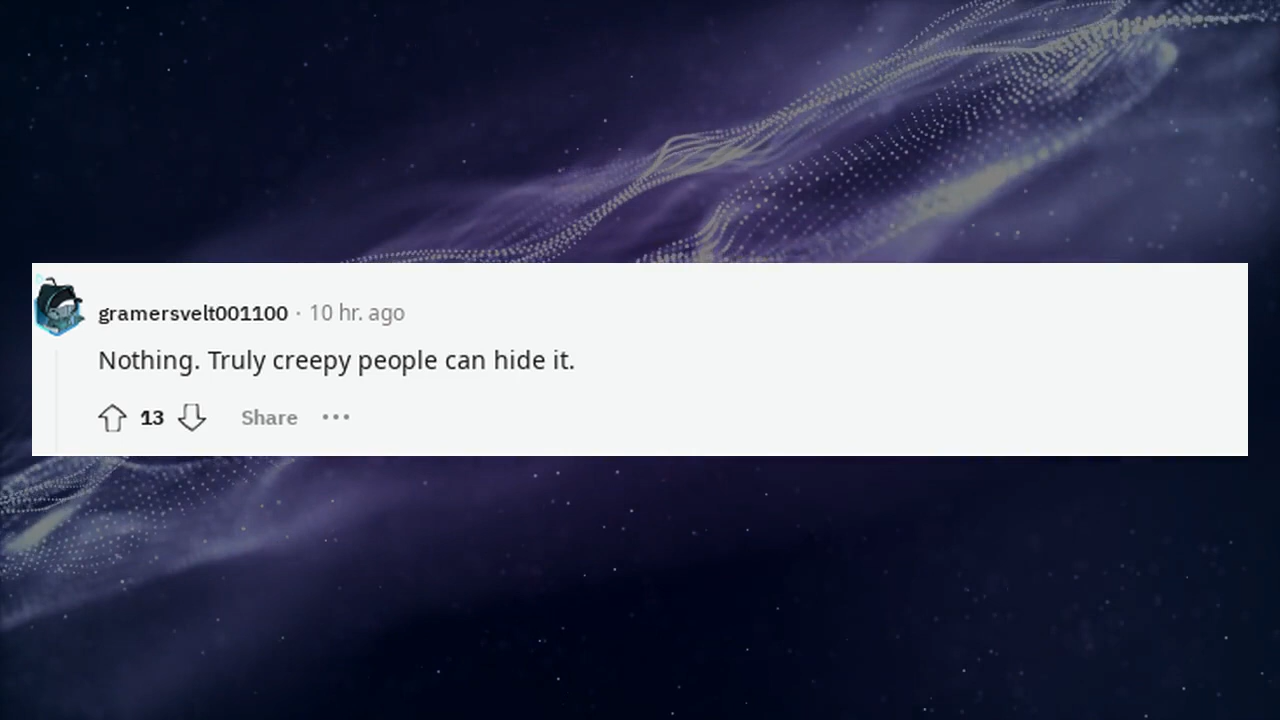 gramersvelt001100 · 10 hr. ago
Nothing. Truly creepy people can hide it.
13 Share •••